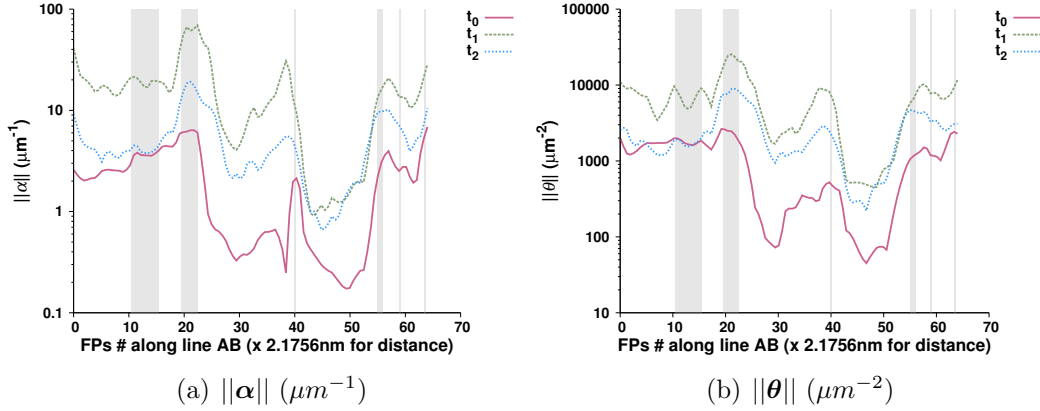 100
10
1
0.1
||α|| (μm⁻¹)
t₀
t₁
t₂
0 10 20 30 40 50 60 70
FPs # along line AB (x 2.1756nm for distance)
(a) ||α|| (μm⁻¹)
100000
10000
1000
100
10
||θ|| (μm⁻²)
t₀
t₁
t₂
0 10 20 30 40 50 60 70
FPs # along line AB (x 2.1756nm for distance)
(b) ||θ|| (μm⁻²)